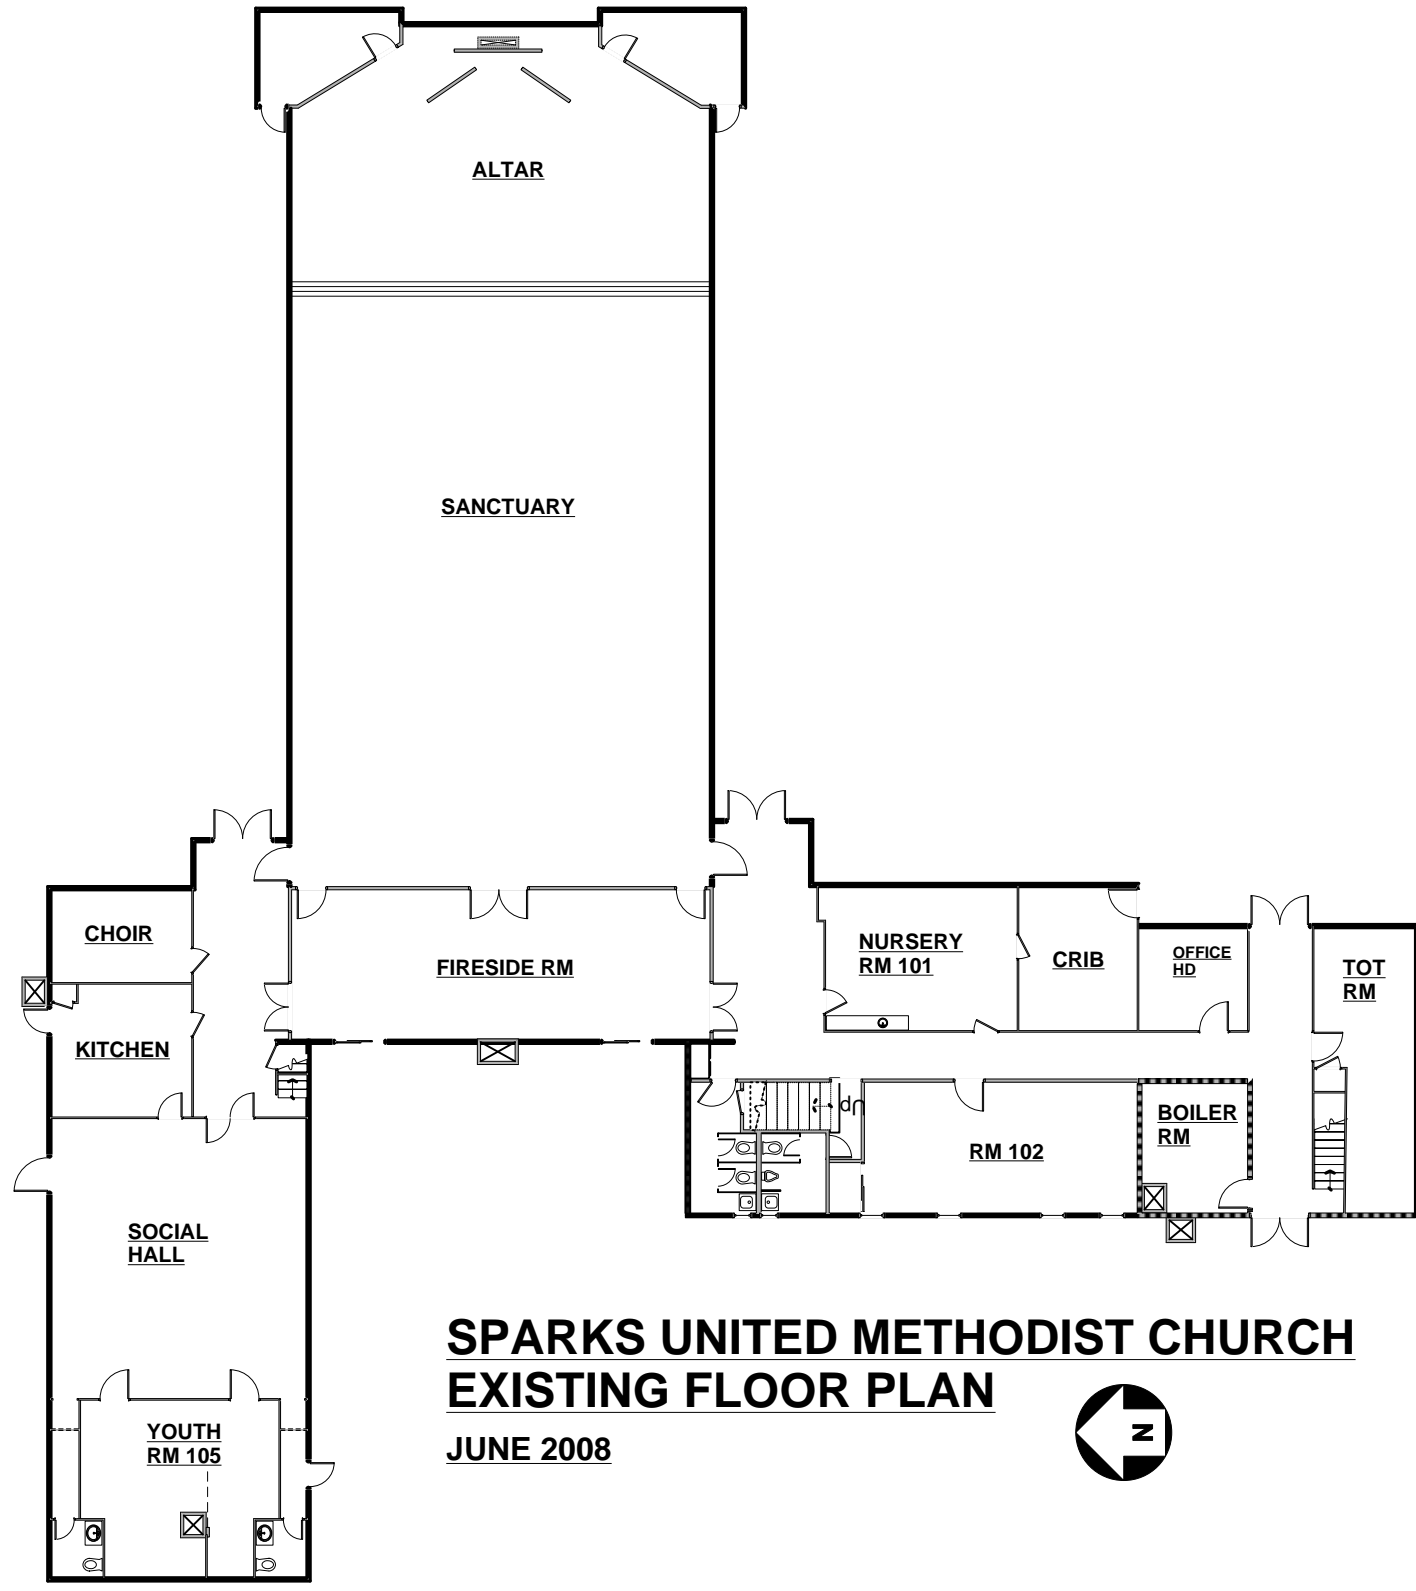 ALTAR
SANCTUARY
CHOIR
FIRESIDE RM
NURSERY
RM 101
CRIB
OFFICE
HD
TOT
RM
KITCHEN
Up
RM 102
BOILER
RM
SOCIAL
HALL
YOUTH
RM 105
SPARKS UNITED METHODIST CHURCH
EXISTING FLOOR PLAN
JUNE 2008
N